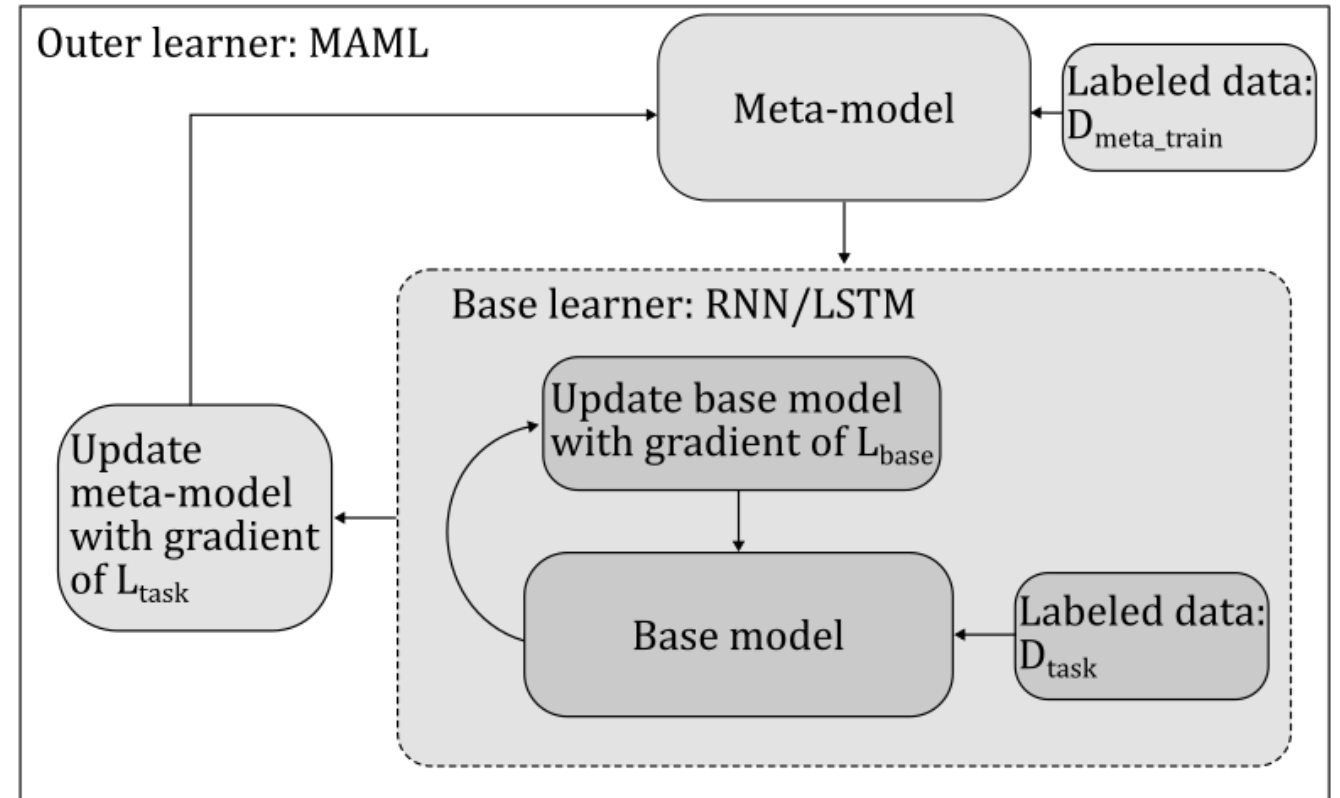 Outer learner: MAML
Meta-model
Labeled data:
D_meta_train
Base learner: RNN/LSTM
Update base model
with gradient of L_base
Update
meta-model
with gradient
of L_task
Base model
Labeled data:
D_task